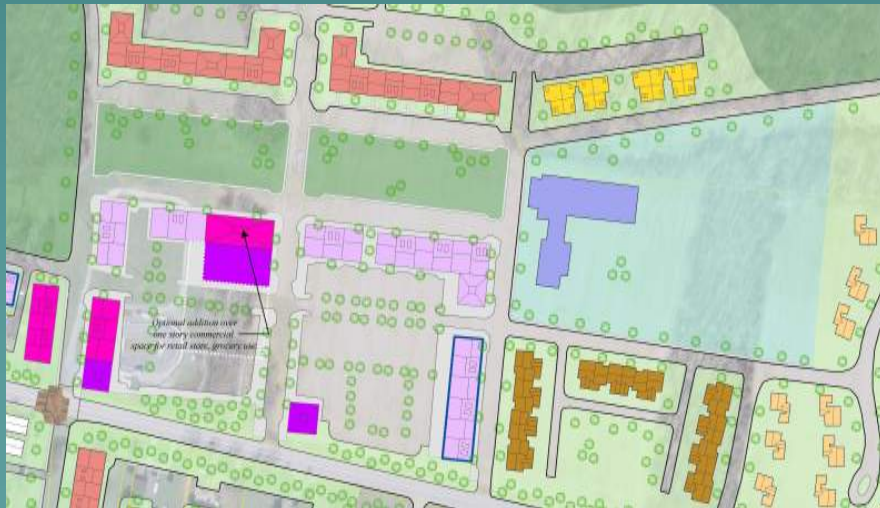 Optional addition over
one story commercial
space for retail store, grocery use